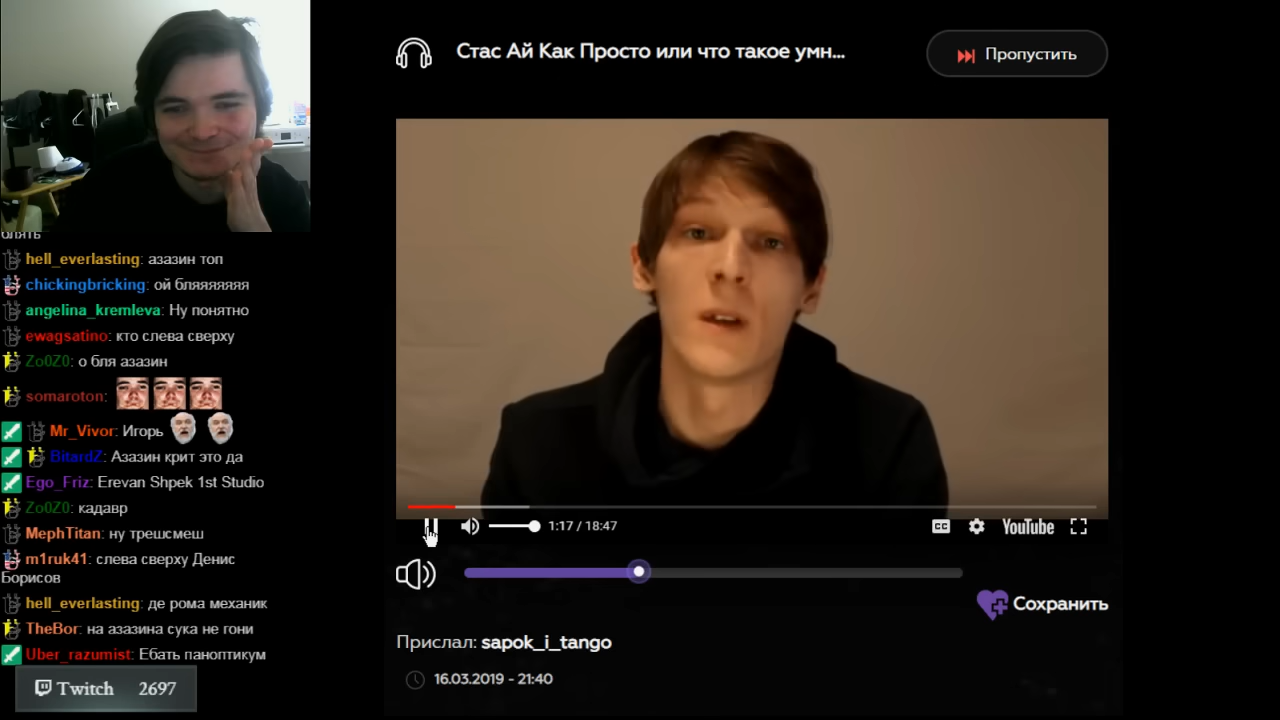 Стас Ай Как Просто или что такое умн...
Пропустить
блять
hell_everlasting: азазин топ
chickingbricking: ой бляяяяяяя
angelina_kremleva: Ну понятно
ewagsatino: кто слева сверху
Zo0Z0: о бля азазин
somaroton:
Mr_Vivor: Игорь
BitardZ: Азазин крит это да
Ego_Friz: Erevan Shpek 1st Studio
Zo0Z0: кадавр
MephTitan: ну трешсмеш
m1ruk41: слева сверху Денис
Борисов
hell_everlasting: де рома механик
TheBor: на азазина сука не гони
Uber_razumist: Ебать паноптикум
Twitch 2697
1:17 / 18:47
CC
YouTube
Сохранить
Прислал: sapok_i_tango
16.03.2019 - 21:40